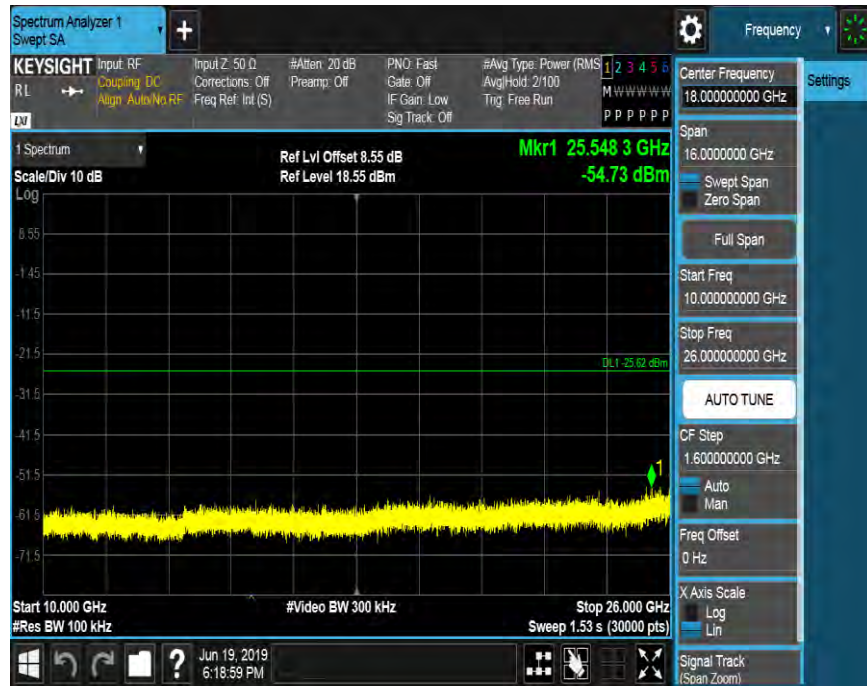 Spectrum Analyzer 1
Swept SA
+
Frequency
KEYSIGHT
RL
LXI
Input: RF
Coupling: DC
Align: Auto/No RF
Input Z: 50 Ω
Corrections: Off
Freq Ref: Int (S)
#Atten: 20 dB
Preamp: Off
PNO: Fast
Gate: Off
IF Gain: Low
Sig Track: Off
#Avg Type: Power (RMS
Avg|Hold: 2/100
Trig: Free Run
1 2 3 4 5 6
M W W W W W
P P P P P P
Center Frequency
18.000000000 GHz
Settings
1 Spectrum
Scale/Div 10 dB
Ref Lvl Offset 8.55 dB
Ref Level 18.55 dBm
Mkr1 25.548 3 GHz
-54.73 dBm
Log
8.55
-1.45
-11.5
-21.5
-31.5
-41.5
-51.5
-61.5
-71.5
DL1 -25.62 dBm
1
Span
16.0000000 GHz
Swept Span
Zero Span
Full Span
Start Freq
10.000000000 GHz
Stop Freq
26.000000000 GHz
AUTO TUNE
CF Step
1.600000000 GHz
Auto
Man
Freq Offset
0 Hz
X Axis Scale
Log
Lin
Signal Track
(Span Zoom)
Start 10.000 GHz
#Res BW 100 kHz
#Video BW 300 kHz
Stop 26.000 GHz
Sweep 1.53 s (30000 pts)
?
Jun 19, 2019
6:18:59 PM